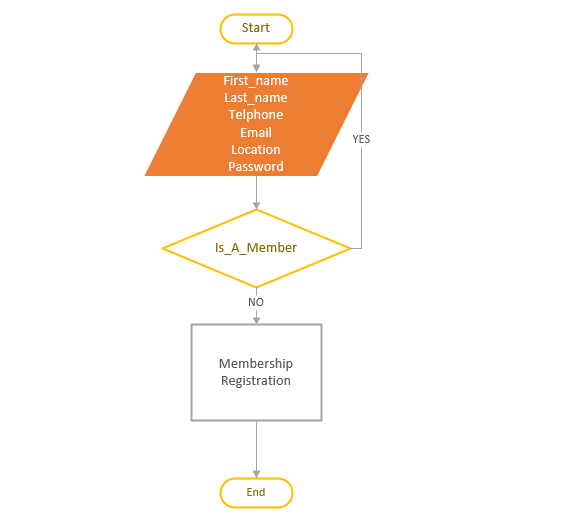 Start
First_name
Last_name
Telphone
Email
Location
Password
YES
Is_A_Member
NO
Membership
Registration
End